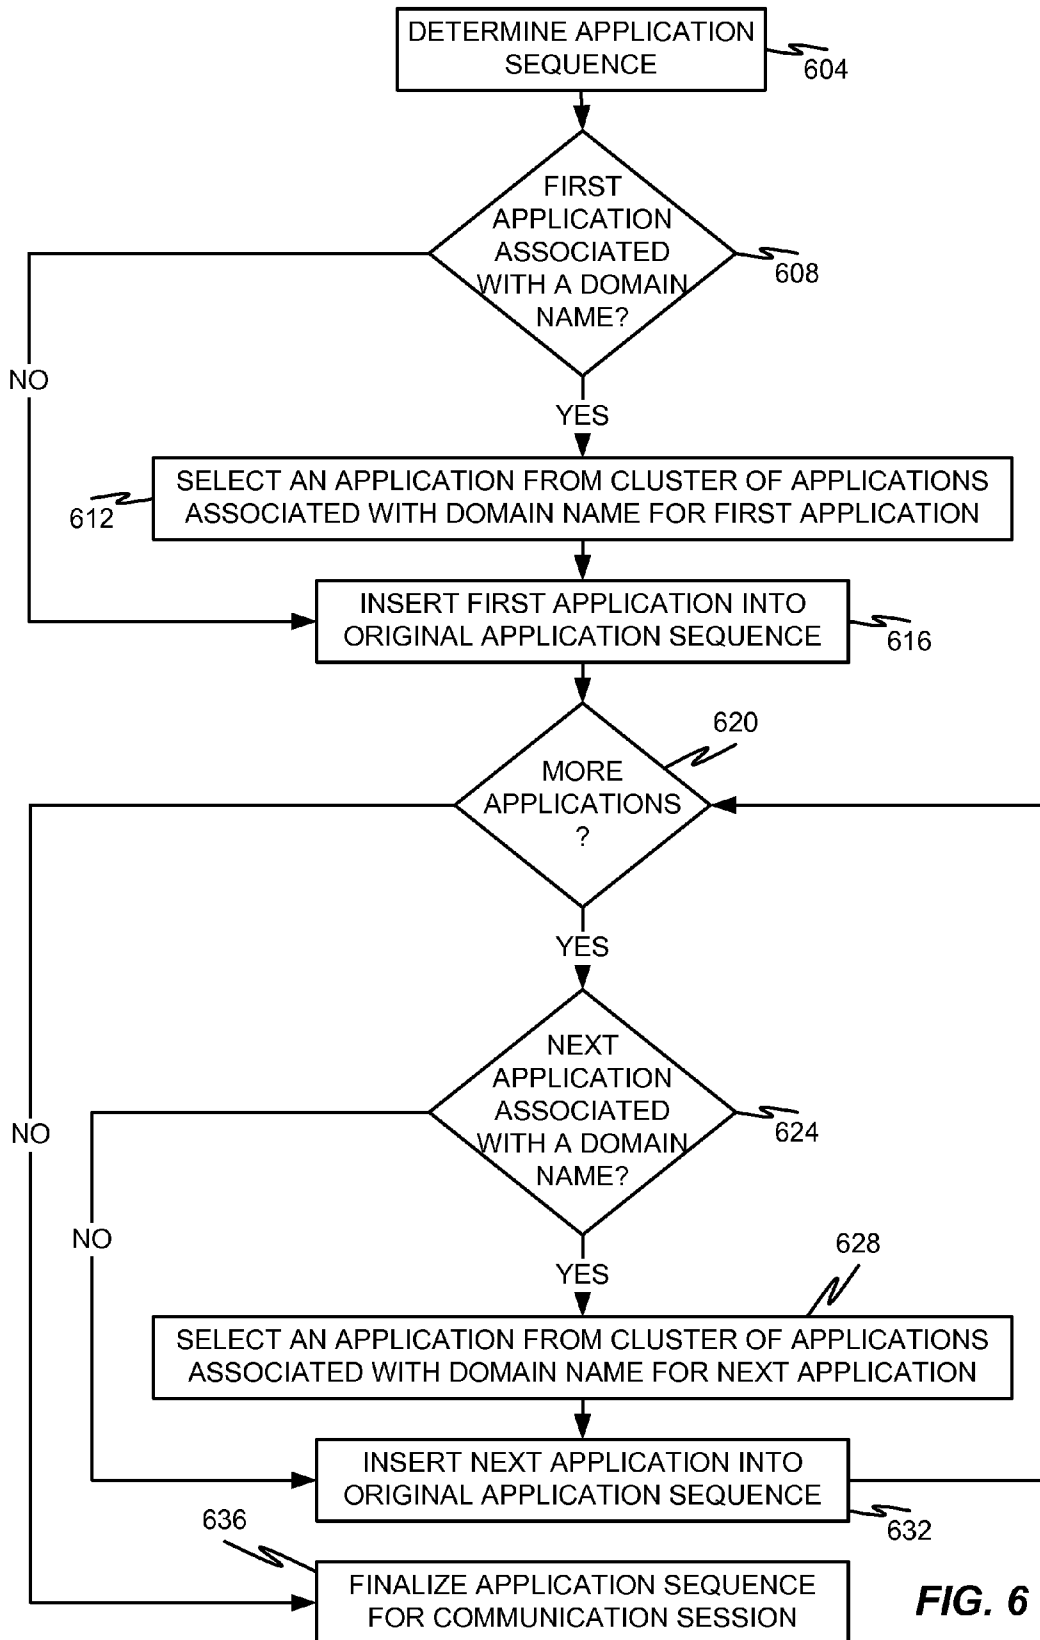 DETERMINE APPLICATION
SEQUENCE
604
FIRST
APPLICATION
ASSOCIATED
WITH A DOMAIN
NAME?
608
NO
YES
SELECT AN APPLICATION FROM CLUSTER OF APPLICATIONS
ASSOCIATED WITH DOMAIN NAME FOR FIRST APPLICATION
612
INSERT FIRST APPLICATION INTO
ORIGINAL APPLICATION SEQUENCE
616
620
MORE
APPLICATIONS
?
YES
NEXT
APPLICATION
ASSOCIATED
WITH A DOMAIN
NAME?
624
NO
NO
YES
628
SELECT AN APPLICATION FROM CLUSTER OF APPLICATIONS
ASSOCIATED WITH DOMAIN NAME FOR NEXT APPLICATION
INSERT NEXT APPLICATION INTO
ORIGINAL APPLICATION SEQUENCE
632
636
FINALIZE APPLICATION SEQUENCE
FOR COMMUNICATION SESSION
FIG. 6